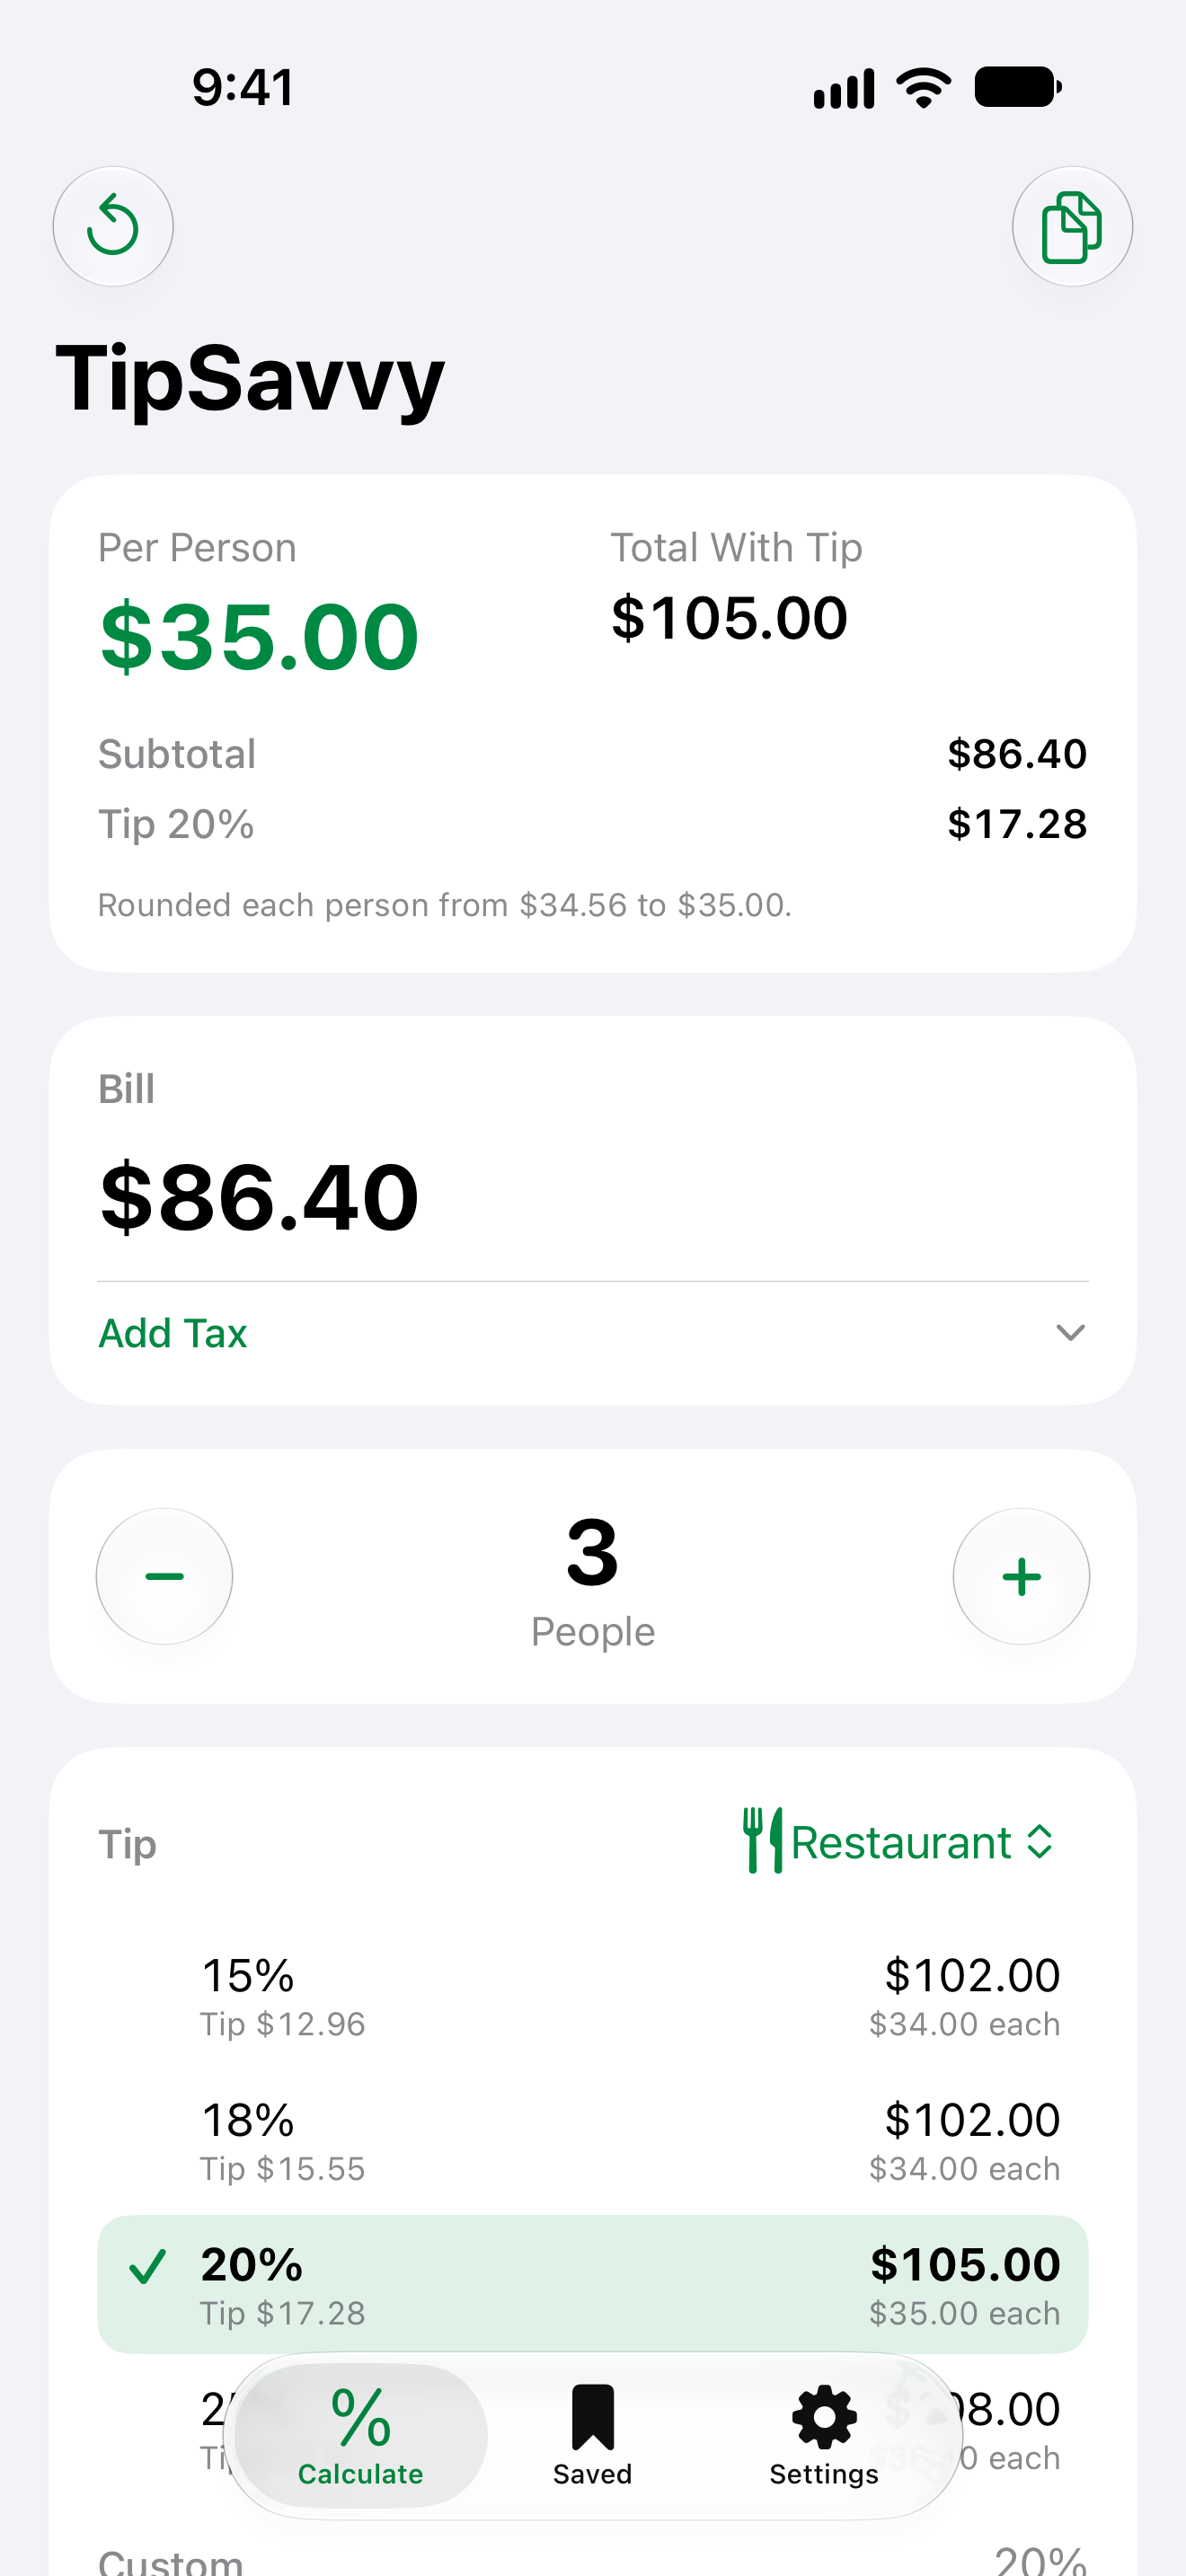 9:41
TipSavvy
Per Person Total With Tip
$35.00 $105.00
Subtotal $86.40
Tip 20% $17.28
Rounded each person from $34.56 to $35.00.
Bill
$86.40
Add Tax
3
People
Tip Restaurant
15% $102.00
Tip $12.96 $34.00 each
18% $102.00
Tip $15.55 $34.00 each
20% $105.00
Tip $17.28 $35.00 each
each
Calculate Saved Settings
Custom 20%